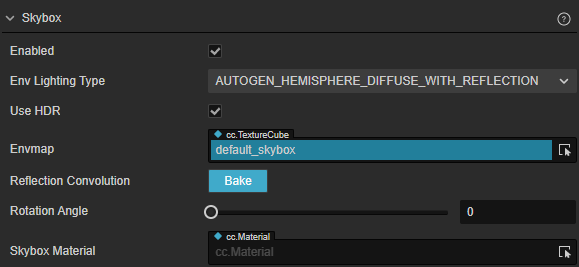 Skybox
Enabled
Env Lighting Type AUTOGEN_HEMISPHERE_DIFFUSE_WITH_REFLECTION
Use HDR
cc.TextureCube
Envmap default_skybox
Reflection Convolution Bake
Rotation Angle 0
cc.Material
Skybox Material cc.Material